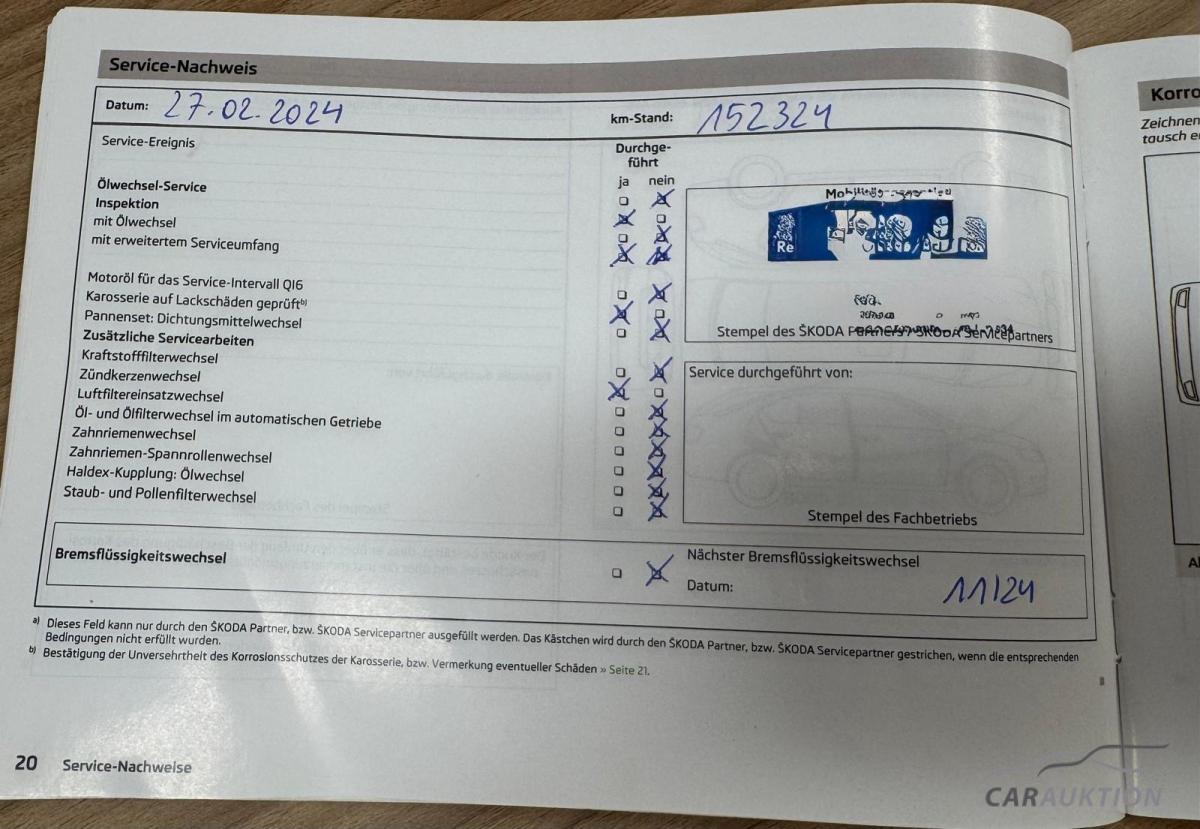 Service-Nachweis
Datum: 27.02.2024
km-Stand: 152324
Service-Ereignis
Durchge-
führt
ja nein
Ölwechsel-Service
Inspektion
mit Ölwechsel
mit erweitertem Serviceumfang
Motoröl für das Service-Intervall QI6
Karosserie auf Lackschäden geprüft b)
Pannenset: Dichtungsmittelwechsel
Zusätzliche Servicearbeiten
Kraftstofffilterwechsel
Zündkerzenwechsel
Luftfiltereinsatzwechsel
Öl- und Ölfilterwechsel im automatischen Getriebe
Zahnriemenwechsel
Zahnriemen-Spannrollenwechsel
Haldex-Kupplung: Ölwechsel
Staub- und Pollenfilterwechsel
Re
Stempel des ŠKODA Servicepartners
Service durchgeführt von:
Stempel des Fachbetriebs
Bremsflüssigkeitswechsel
Nächster Bremsflüssigkeitswechsel
Datum: 11/24
a) Dieses Feld kann nur durch den ŠKODA Partner, bzw. ŠKODA Servicepartner ausgefüllt werden. Das Kästchen wird durch den ŠKODA Partner, bzw. ŠKODA Servicepartner gestrichen, wenn die entsprechenden
Bedingungen nicht erfüllt wurden.
b) Bestätigung der Unversehrtheit des Korrosionsschutzes der Karosserie, bzw. Vermerkung eventueller Schäden » Seite 21.
20 Service-Nachweise
Korro
Zeichnen
tausch e
CARAUKTION